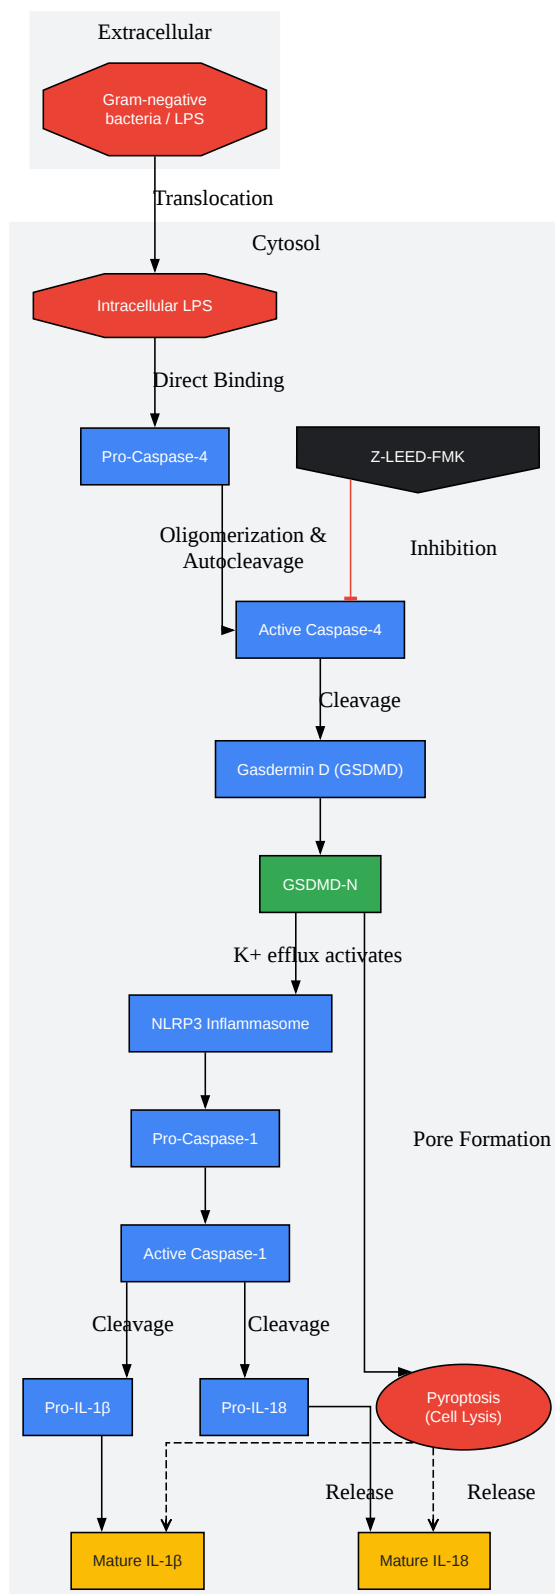 Extracellular
Gram-negative
bacteria / LPS
Translocation
Cytosol
Intracellular LPS
Direct Binding
Pro-Caspase-4
Z-LEED-FMK
Oligomerization &
Autocleavage
Inhibition
Active Caspase-4
Cleavage
Gasdermin D (GSDMD)
GSDMD-N
K+ efflux activates
NLRP3 Inflammasome
Pro-Caspase-1
Pore Formation
Active Caspase-1
Cleavage
Cleavage
Pro-IL-1β
Pro-IL-18
Pyroptosis
(Cell Lysis)
Release
Release
Mature IL-1β
Mature IL-18